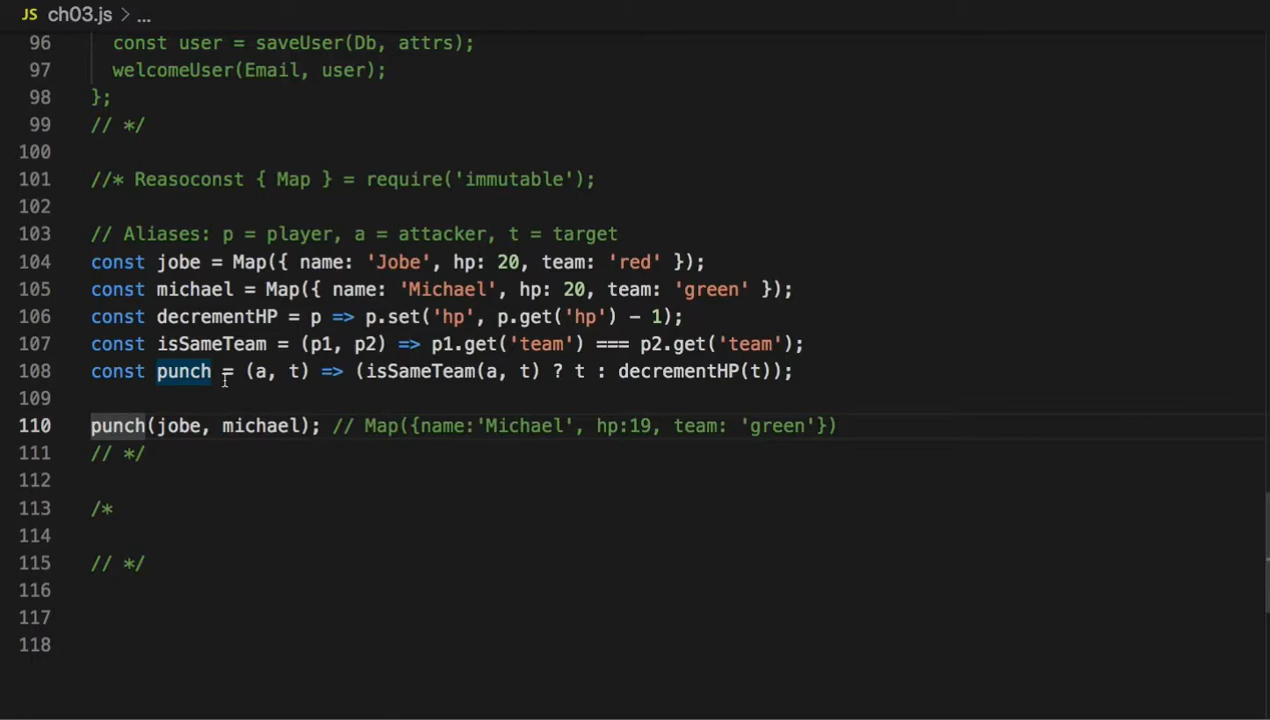 JS ch03.js > ...
96 const user = saveUser(Db, attrs);
97 welcomeUser(Email, user);
98 };
99 // */
100
101 //* Reasoconst { Map } = require('immutable');
102
103 // Aliases: p = player, a = attacker, t = target
104 const jobe = Map({ name: 'Jobe', hp: 20, team: 'red' });
105 const michael = Map({ name: 'Michael', hp: 20, team: 'green' });
106 const decrementHP = p => p.set('hp', p.get('hp') - 1);
107 const isSameTeam = (p1, p2) => p1.get('team') === p2.get('team');
108 const punch = (a, t) => (isSameTeam(a, t) ? t : decrementHP(t));
109
110 punch(jobe, michael); // Map({name:'Michael', hp:19, team: 'green'})
111 // */
112
113 /*
114
115 // */
116
117
118